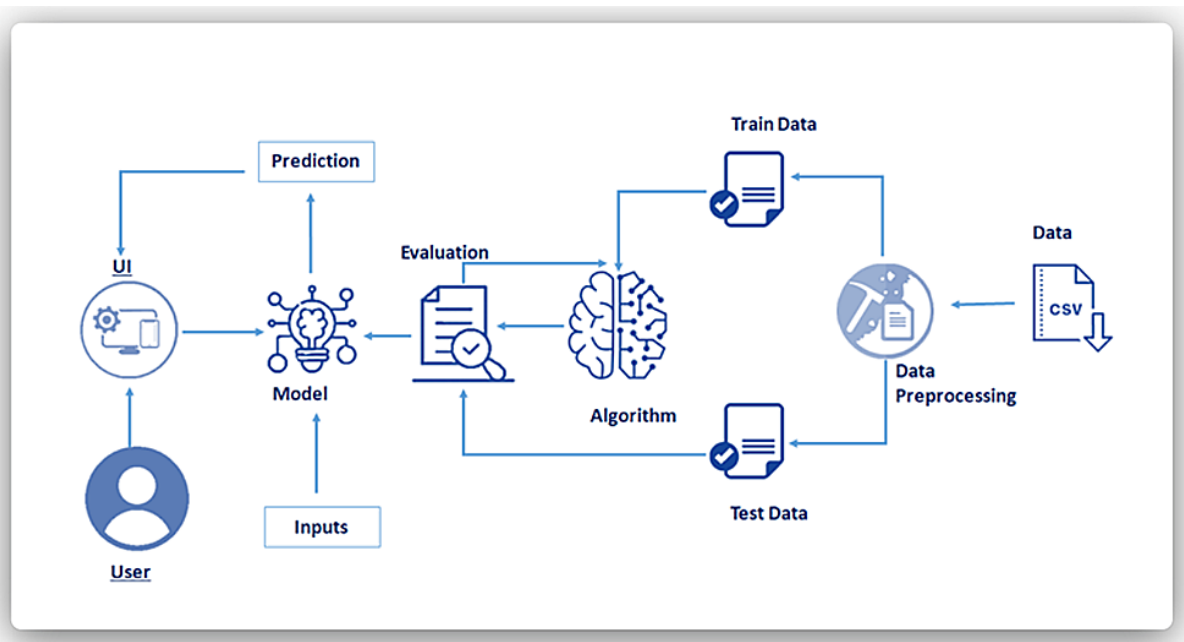 Train Data
Prediction
Data
Evaluation
UI
CSV
Data
Preprocessing
Model
Algorithm
Test Data
Inputs
User